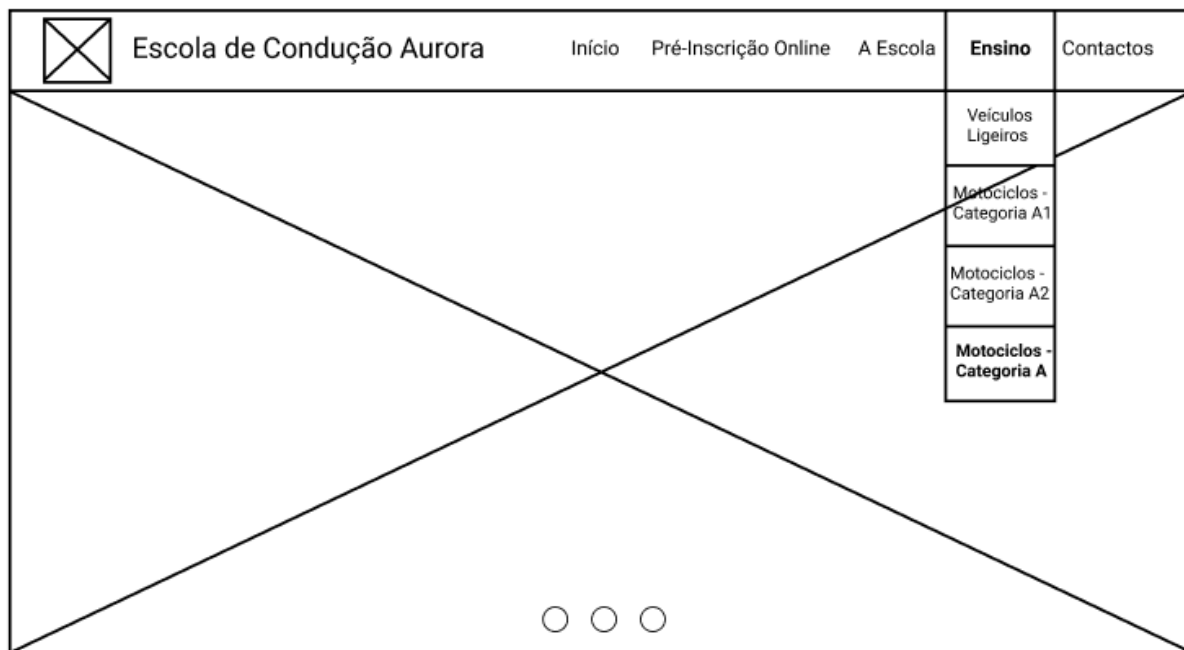 Escola de Condução Aurora
Início
Pré-Inscrição Online
A Escola
Ensino
Contactos
Veículos
Ligeiros
Motociclos -
Categoria A1
Motociclos -
Categoria A2
Motociclos -
Categoria A